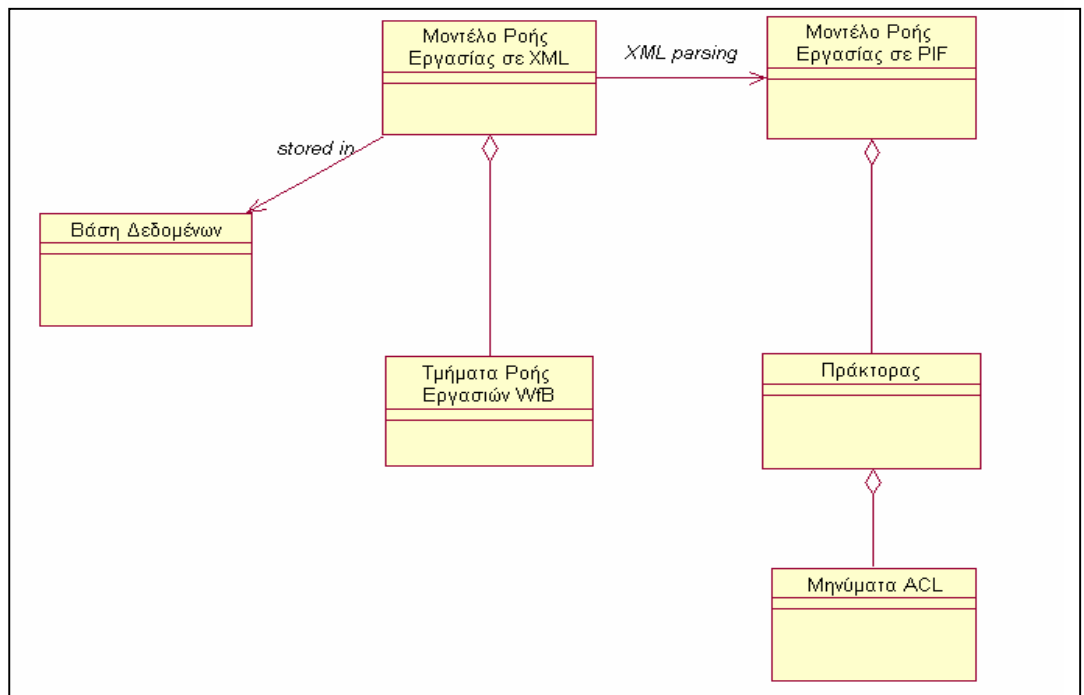 Μοντέλο Ροής
Εργασίας σε XML
XML parsing
Μοντέλο Ροής
Εργασίας σε PIF
stored in
Βάση Δεδομένων
Τμήματα Ροής
Εργασιών WfB
Πράκτορας
Μηνύματα ACL